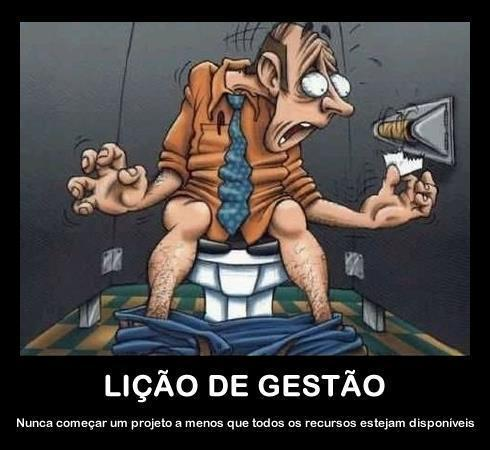 LIÇÃO DE GESTÃO
Nunca começar um projeto a menos que todos os recursos estejam disponíveis